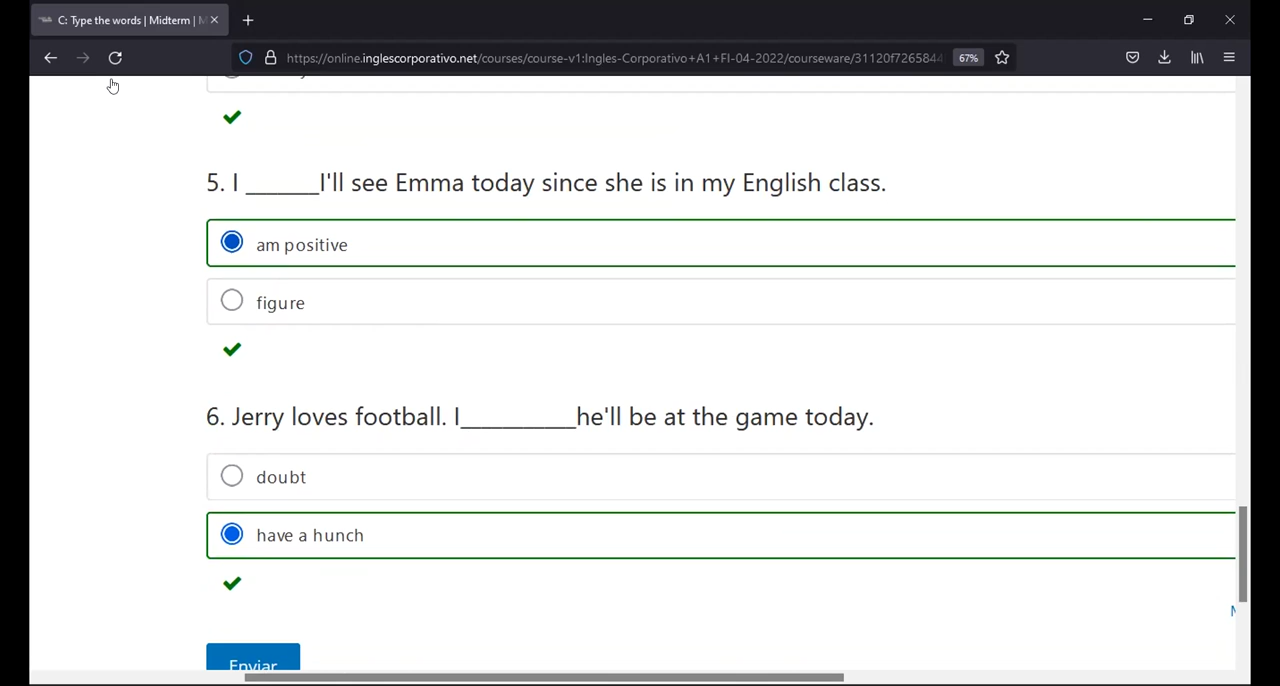 C: Type the words | Midterm | M
https://online.inglescorporativo.net/courses/course-v1:Ingles-Corporativo+A1+FI-04-2022/courseware/31120f7265844
67%
5. I _______I'll see Emma today since she is in my English class.
am positive
figure
6. Jerry loves football. I___________he'll be at the game today.
doubt
have a hunch
Enviar